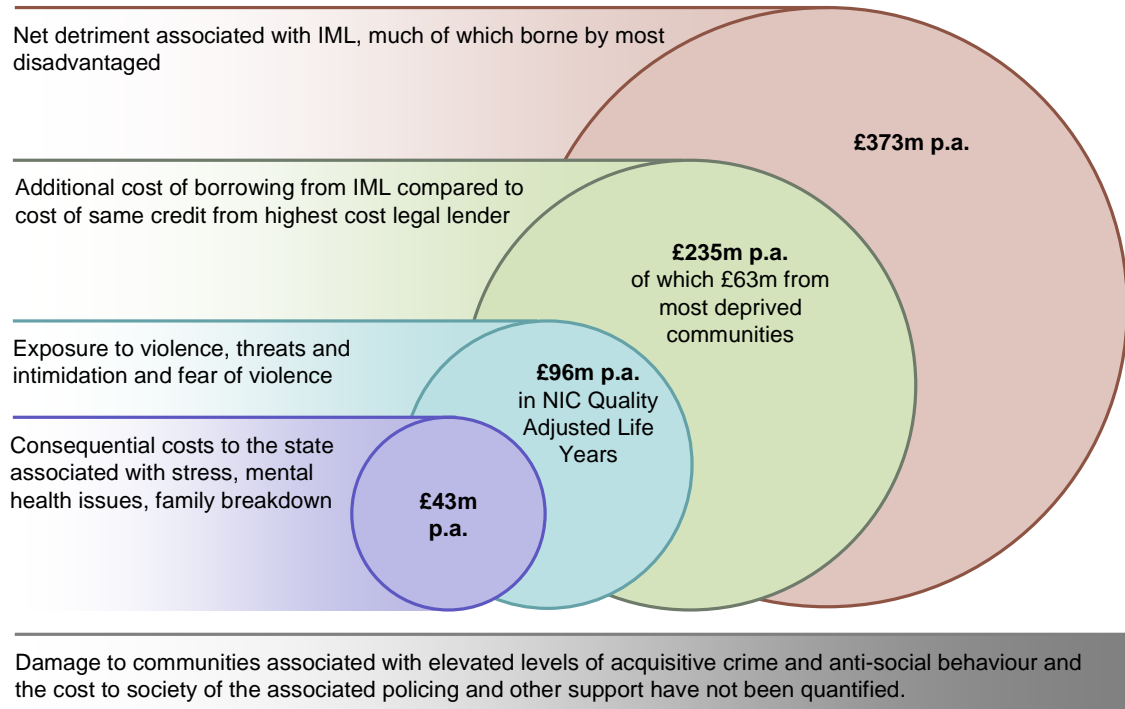 Net detriment associated with IML, much of which borne by most
disadvantaged
£373m p.a.
Additional cost of borrowing from IML compared to
cost of same credit from highest cost legal lender
£235m p.a.
of which £63m from
most deprived
communities
Exposure to violence, threats and
intimidation and fear of violence
£96m p.a.
in NIC Quality
Adjusted Life
Years
Consequential costs to the state
associated with stress, mental
health issues, family breakdown
£43m
p.a.
Damage to communities associated with elevated levels of acquisitive crime and anti-social behaviour and
the cost to society of the associated policing and other support have not been quantified.